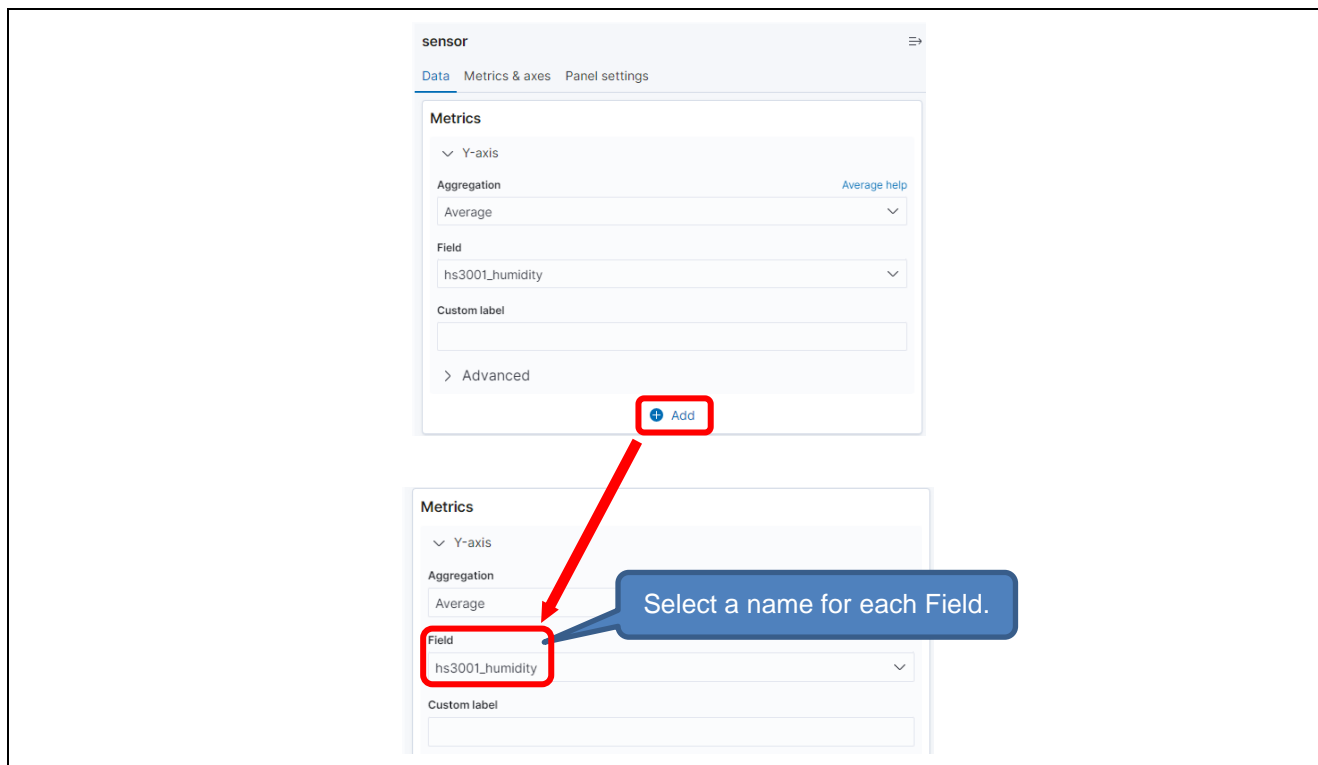 sensor
Data Metrics & axes Panel settings
Metrics
Y-axis
Aggregation Average help
Average
Field
hs3001_humidity
Custom label
Advanced
Add
Metrics
Y-axis
Aggregation
Average
Select a name for each Field.
Field
hs3001_humidity
Custom label